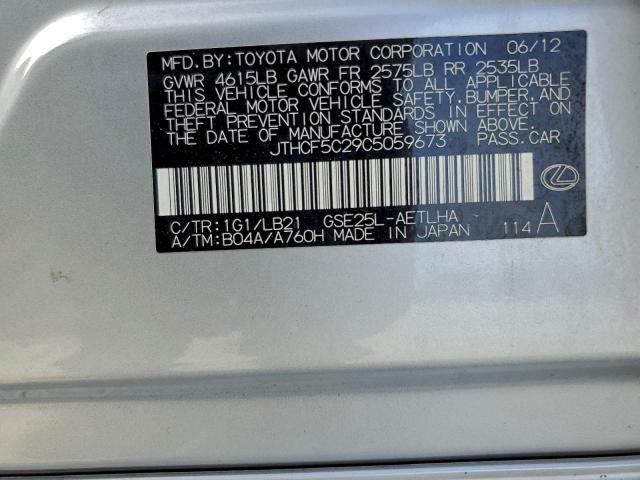 MFD.BY:TOYOTA MOTOR CORPORATION 06/12
GVWR 4615LB GAWR FR 2575LB RR 2535LB
THIS VEHICLE CONFORMS TO ALL APPLICABLE
FEDERAL MOTOR VEHICLE SAFETY,BUMPER,AND
THEFT PREVENTION STANDARDS IN EFFECT ON
THE DATE OF MANUFACTURE SHOWN ABOVE.
JTHCF5C29C5059673 PASS.CAR
C/TR:1G1/LB21 GSE25L-AETLHA
A/TM:B04A/A760H MADE IN JAPAN 114 A